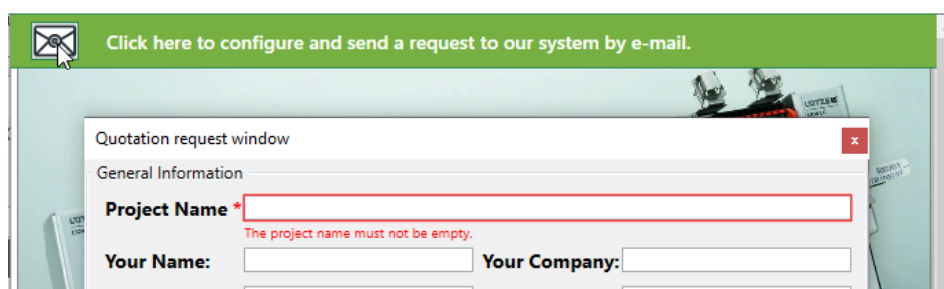 Click here to configure and send a request to our system by e-mail.
LUTZE
Quotation request window
x
General Information
Project Name *
The project name must not be empty.
Your Name:
Your Company: